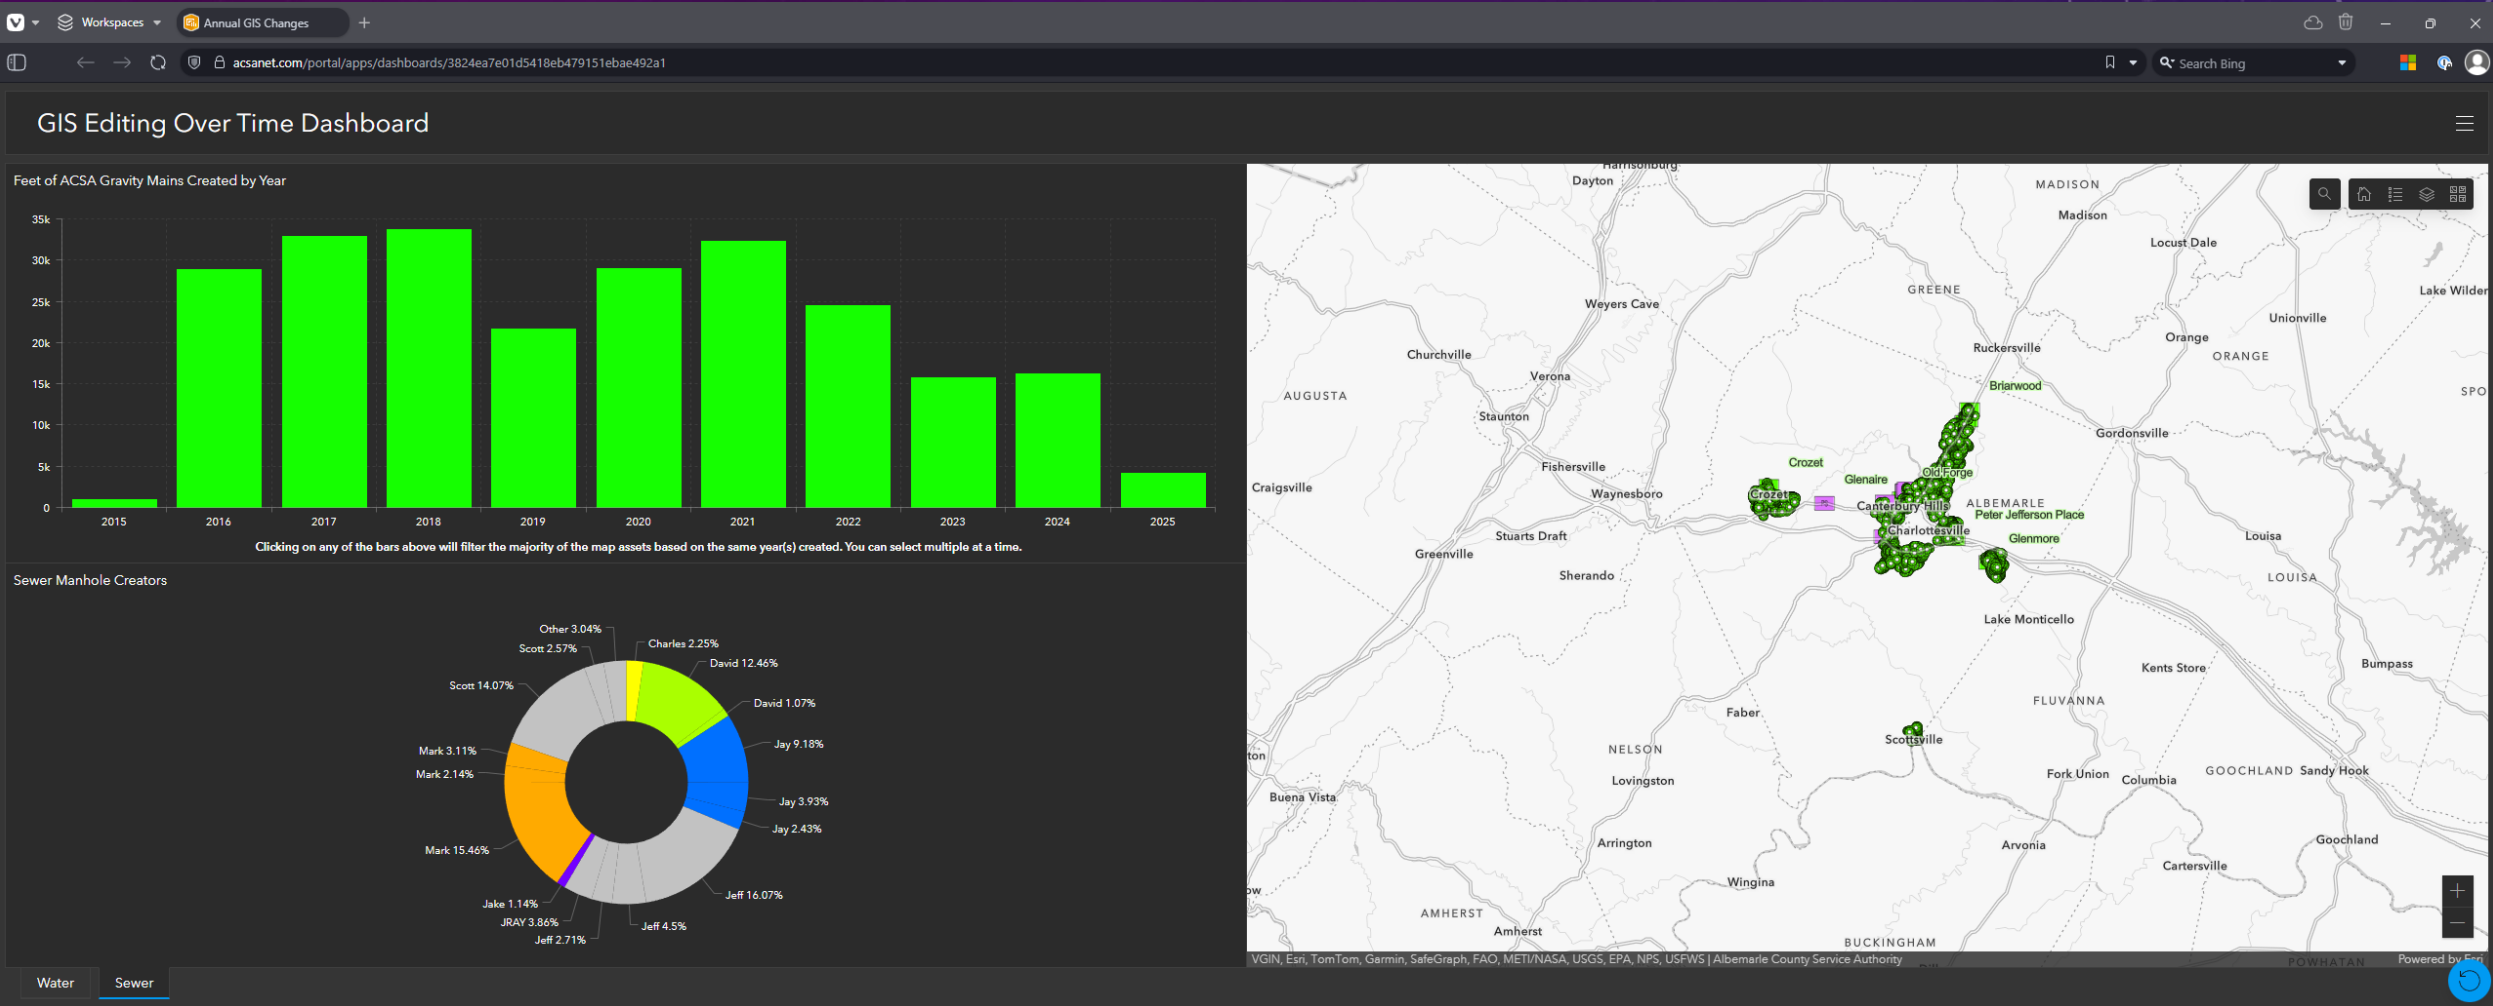 Workspaces
Annual GIS Changes
acsanet.com/portal/apps/dashboards/3824ea7e01d5418eb479151ebae492a1
Search Bing
GIS Editing Over Time Dashboard
Feet of ACSA Gravity Mains Created by Year
35k
30k
25k
20k
15k
10k
5k
0
2015 2016 2017 2018 2019 2020 2021 2022 2023 2024 2025
Clicking on any of the bars above will filter the majority of the map assets based on the same year(s) created. You can select multiple at a time.
Sewer Manhole Creators
Other 3.04%
Charles 2.25%
Scott 2.57%
David 12.46%
Scott 14.07%
David 1.07%
Jay 9.18%
Mark 3.11%
Mark 2.14%
Jay 3.93%
Jay 2.43%
Mark 15.46%
Jeff 16.07%
Jake 1.14%
JRAY 3.86%
Jeff 4.5%
Jeff 2.71%
Water
Sewer
Harrisonburg
Dayton
MADISON
Madison
Locust Dale
GREENE
Lake Wilder
Weyers Cave
Unionville
Orange
Ruckersville
Churchville
ORANGE
Verona
Briarwood
AUGUSTA
SPO
Staunton
Gordonsville
Crozet
Fishersville
Old Forge
Glenaire
Craigsville
Waynesboro
Crozet
ALBEMARLE
Canterbury Hills
Peter Jefferson Place
Charlottesville
Stuarts Draft
Louisa
Glenmore
Greenville
Sherando
LOUISA
Lake Monticello
Bumpass
Kents Store
FLUVANNA
Faber
Scottsville
NELSON
ton
GOOCHLAND
Sandy Hook
Fork Union
Columbia
Lovingston
Buena Vista
Goochland
Arrington
Arvonia
Cartersville
Wingina
ow
AMHERST
Amherst
BUCKINGHAM
VGIN, Esri, TomTom, Garmin, SafeGraph, FAO, METI/NASA, USGS, EPA, NPS, USFWS | Albemarle County Service Authority
POWHATAN
Powered by Esri